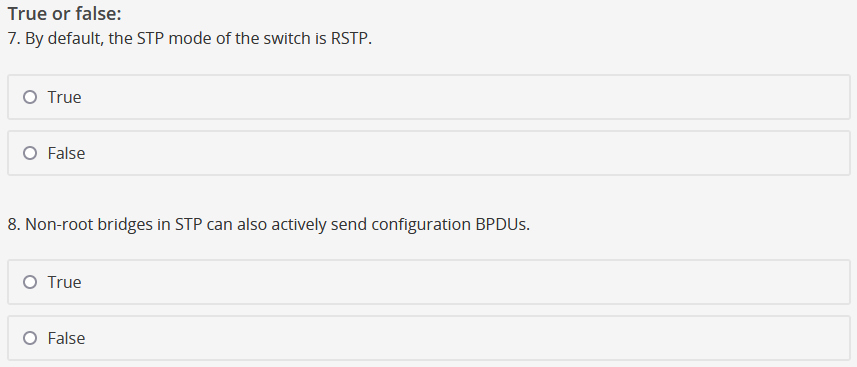 True or false:
7. By default, the STP mode of the switch is RSTP.
True
False
8. Non-root bridges in STP can also actively send configuration BPDUs.
True
False